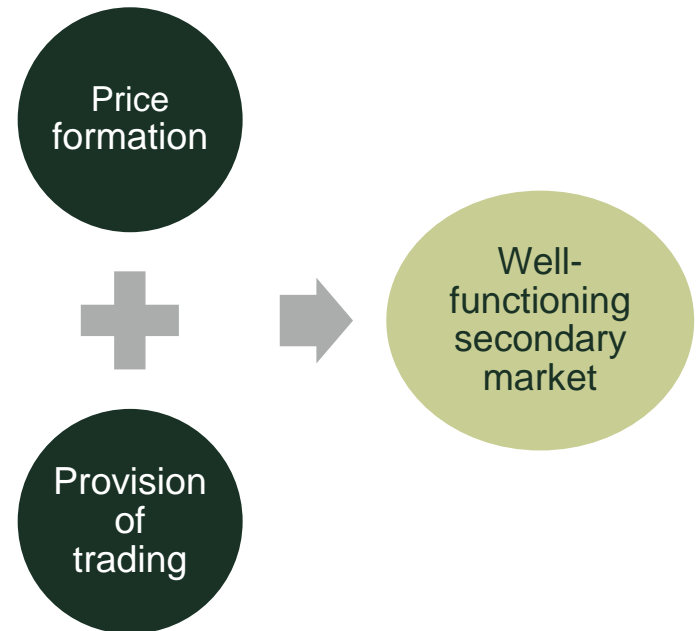 Price
formation
Well-
functioning
secondary
market
Provision
of
trading